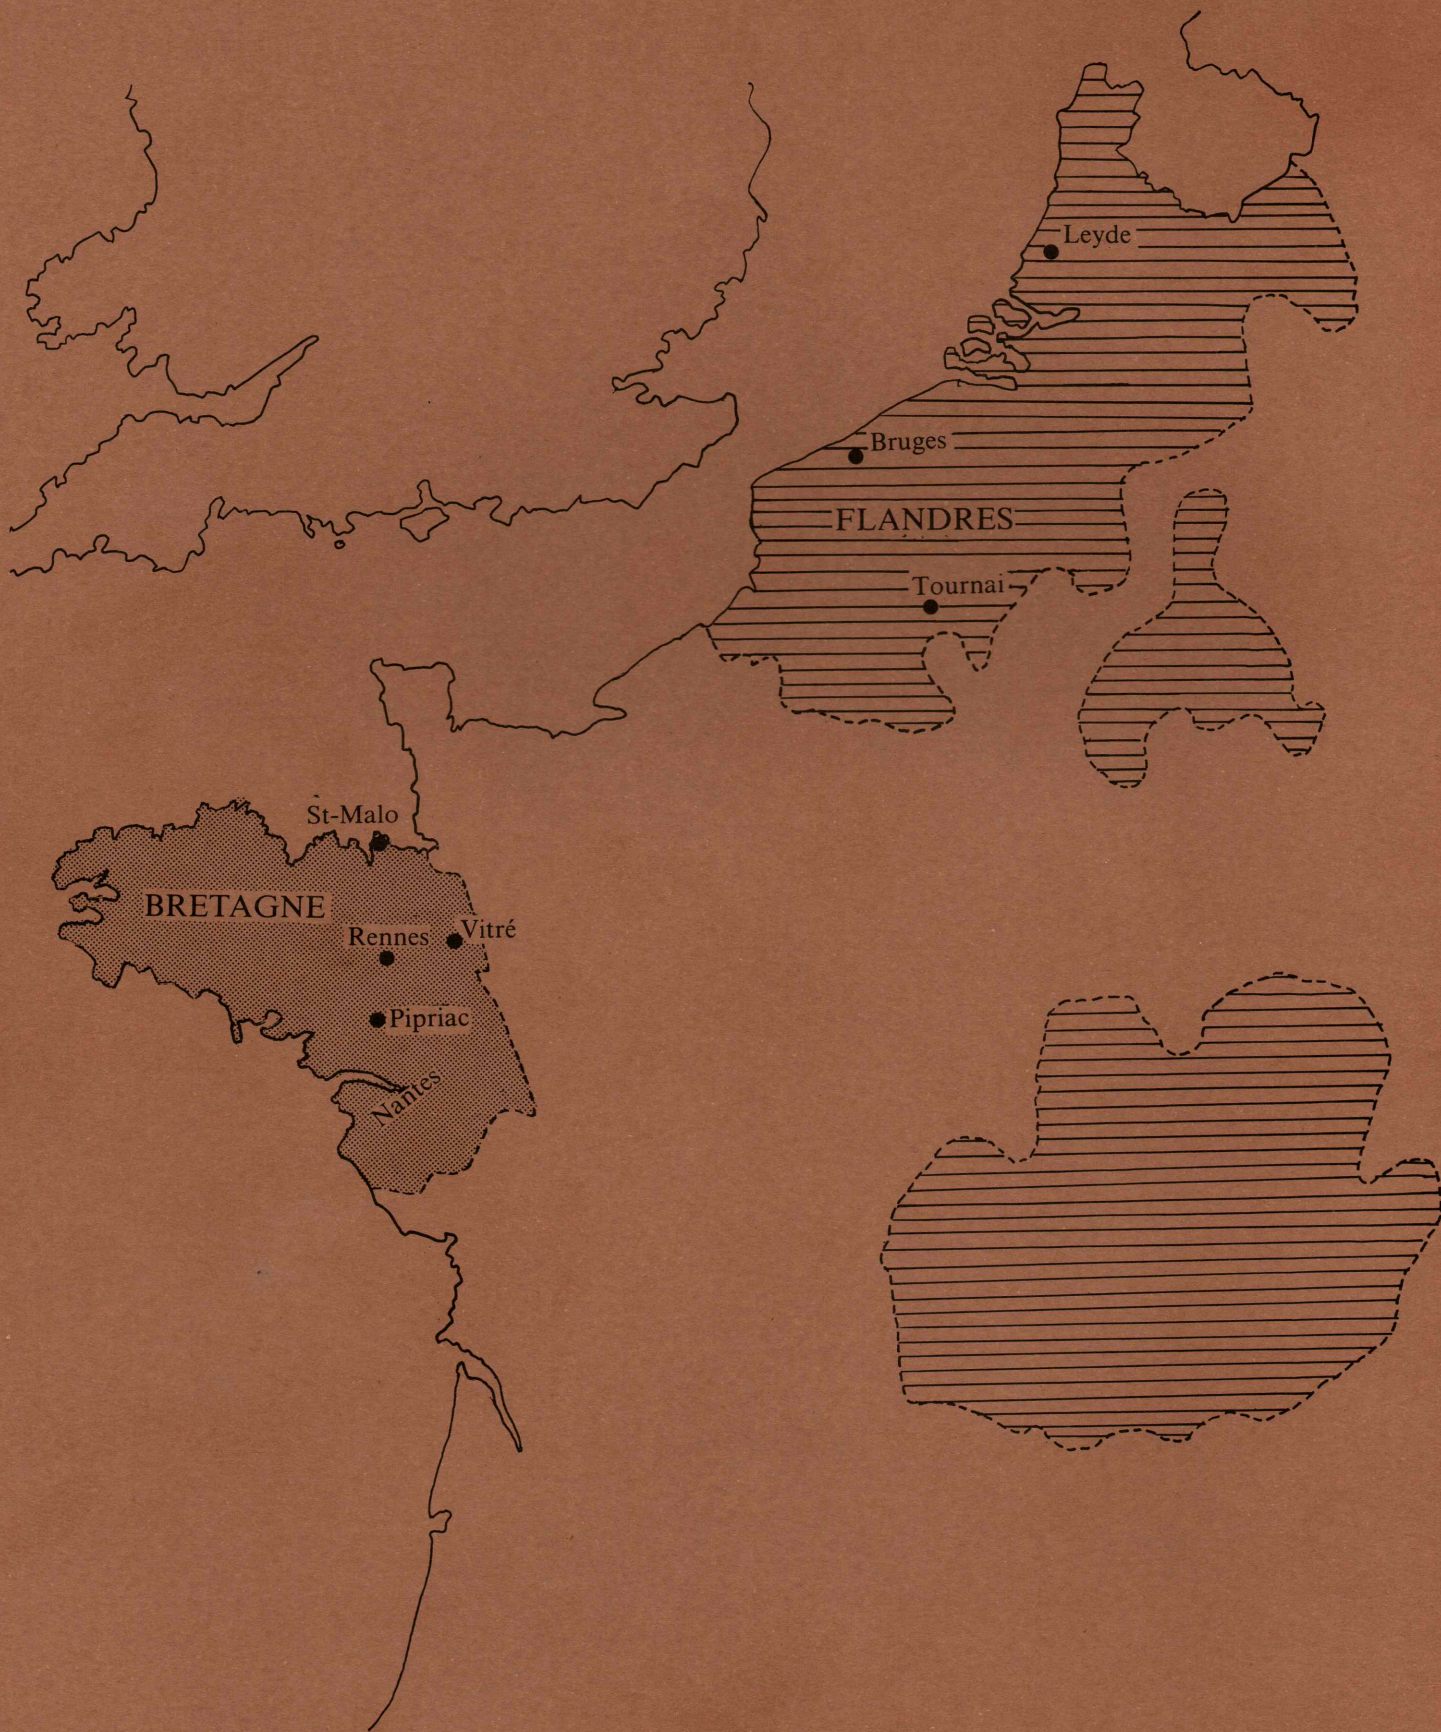 Leyde
Bruges
FLANDRES
Tournai
St-Malo
BRETAGNE
Vitré
Rennes
Pipriac
Nantes